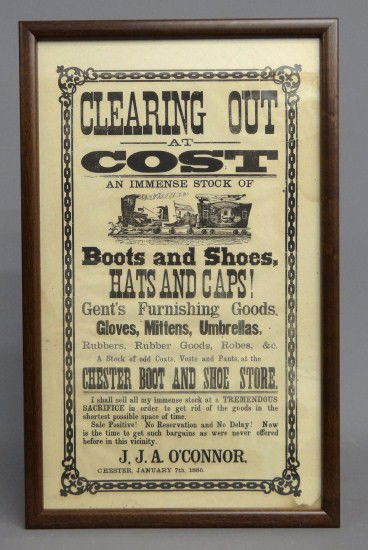 CLEARING OUT
AT
COST
AN IMMENSE STOCK OF
Boots and Shoes,
HATS AND CAPS!
Gent's Furnishing Goods,
Gloves, Mittens, Umbrellas,
Rubbers, Rubber Goods, Robes, &c.
A Stock of odd Coats, Vests and Pants, at the
CHESTER BOOT AND SHOE STORE.
I shall sell all my immense stock at a TREMENDOUS
SACRIFICE in order to get rid of the goods in the
shortest possible space of time.
Sale Positive! No Reservation and No Delay! Now
is the time to get such bargains as were never offered
before in this vicinity.
J. J. A. O'CONNOR.
CHESTER, JANUARY 7th,